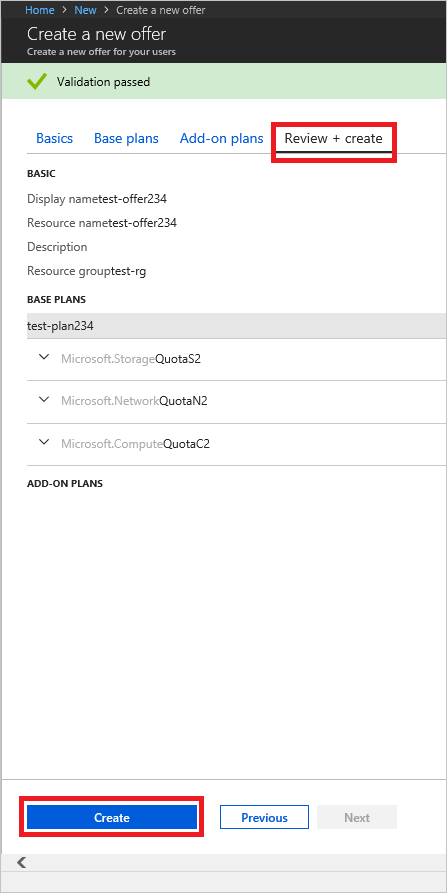 Home > New > Create a new offer
Create a new offer
Create a new offer for your users
Validation passed
Basics Base plans Add-on plans Review + create
BASIC
Display nametest-offer234
Resource nametest-offer234
Description
Resource grouptest-rg
BASE PLANS
test-plan234
Microsoft.StorageQuotaS2
Microsoft.NetworkQuotaN2
Microsoft.ComputeQuotaC2
ADD-ON PLANS
Create Previous Next